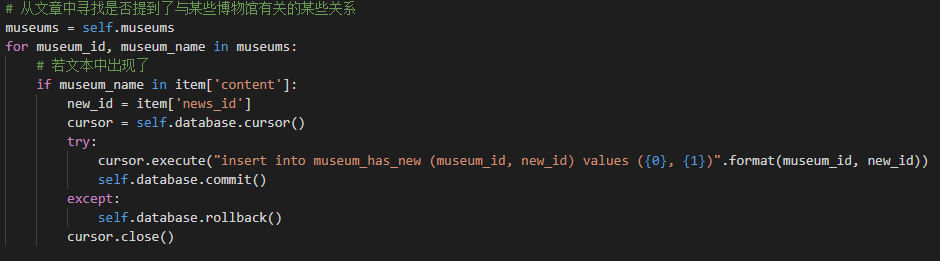 # 从文章中寻找是否提到了与某些博物馆有关的某些关系
museums = self.museums
for museum_id, museum_name in museums:
    # 若文本中出现了
    if museum_name in item['content']:
        new_id = item['news_id']
        cursor = self.database.cursor()
        try:
            cursor.execute("insert into museum_has_new (museum_id, new_id) values ({0}, {1})".format(museum_id, new_id))
            self.database.commit()
        except:
            self.database.rollback()
        cursor.close()